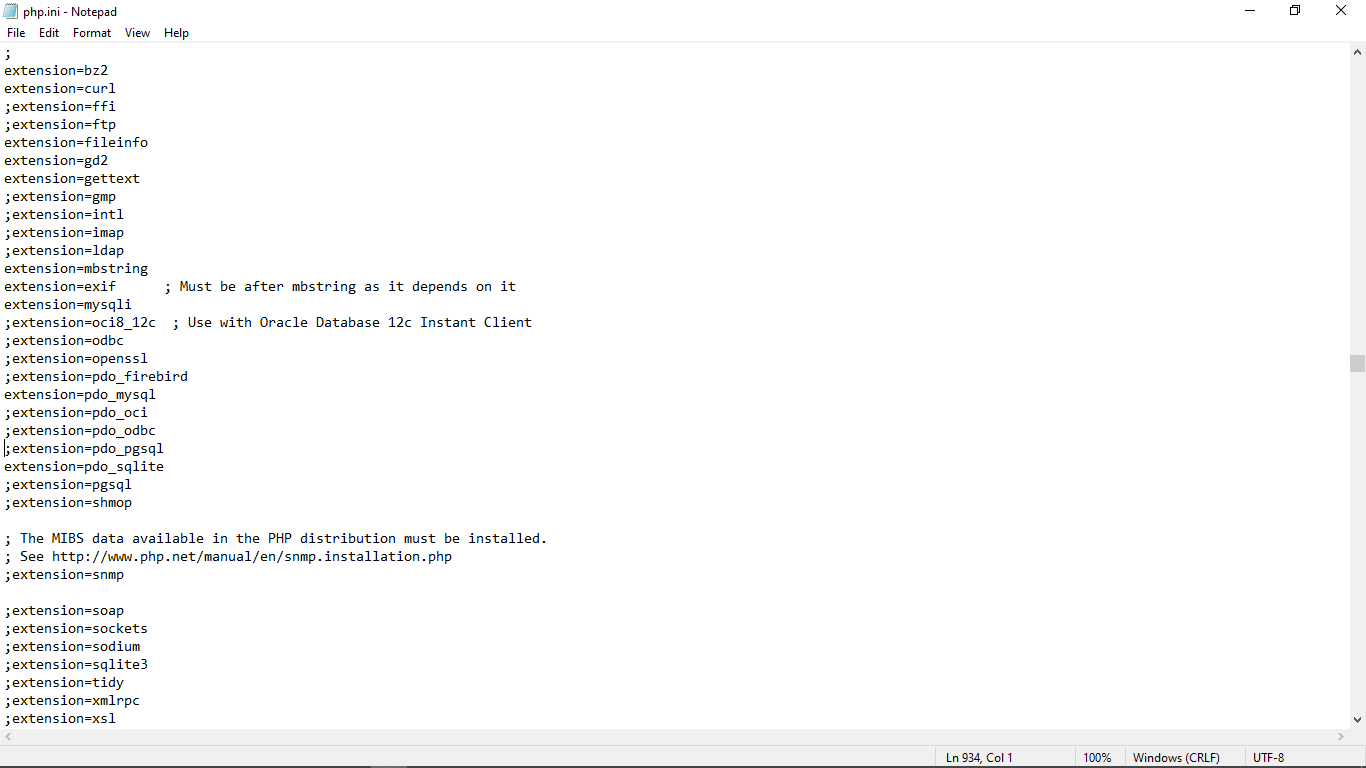 php.ini - Notepad
File Edit Format View Help
;
extension=bz2
extension=curl
;extension=ffi
;extension=ftp
extension=fileinfo
extension=gd2
extension=gettext
;extension=gmp
;extension=intl
;extension=imap
;extension=ldap
extension=mbstring
extension=exif      ; Must be after mbstring as it depends on it
extension=mysqli
;extension=oci8_12c  ; Use with Oracle Database 12c Instant Client
;extension=odbc
;extension=openssl
;extension=pdo_firebird
extension=pdo_mysql
;extension=pdo_oci
;extension=pdo_odbc
;extension=pdo_pgsql
extension=pdo_sqlite
;extension=pgsql
;extension=shmop
; The MIBS data available in the PHP distribution must be installed.
; See http://www.php.net/manual/en/snmp.installation.php
;extension=snmp
;extension=soap
;extension=sockets
;extension=sodium
;extension=sqlite3
;extension=tidy
;extension=xmlrpc
;extension=xsl
Ln 934, Col 1 100% Windows (CRLF) UTF-8